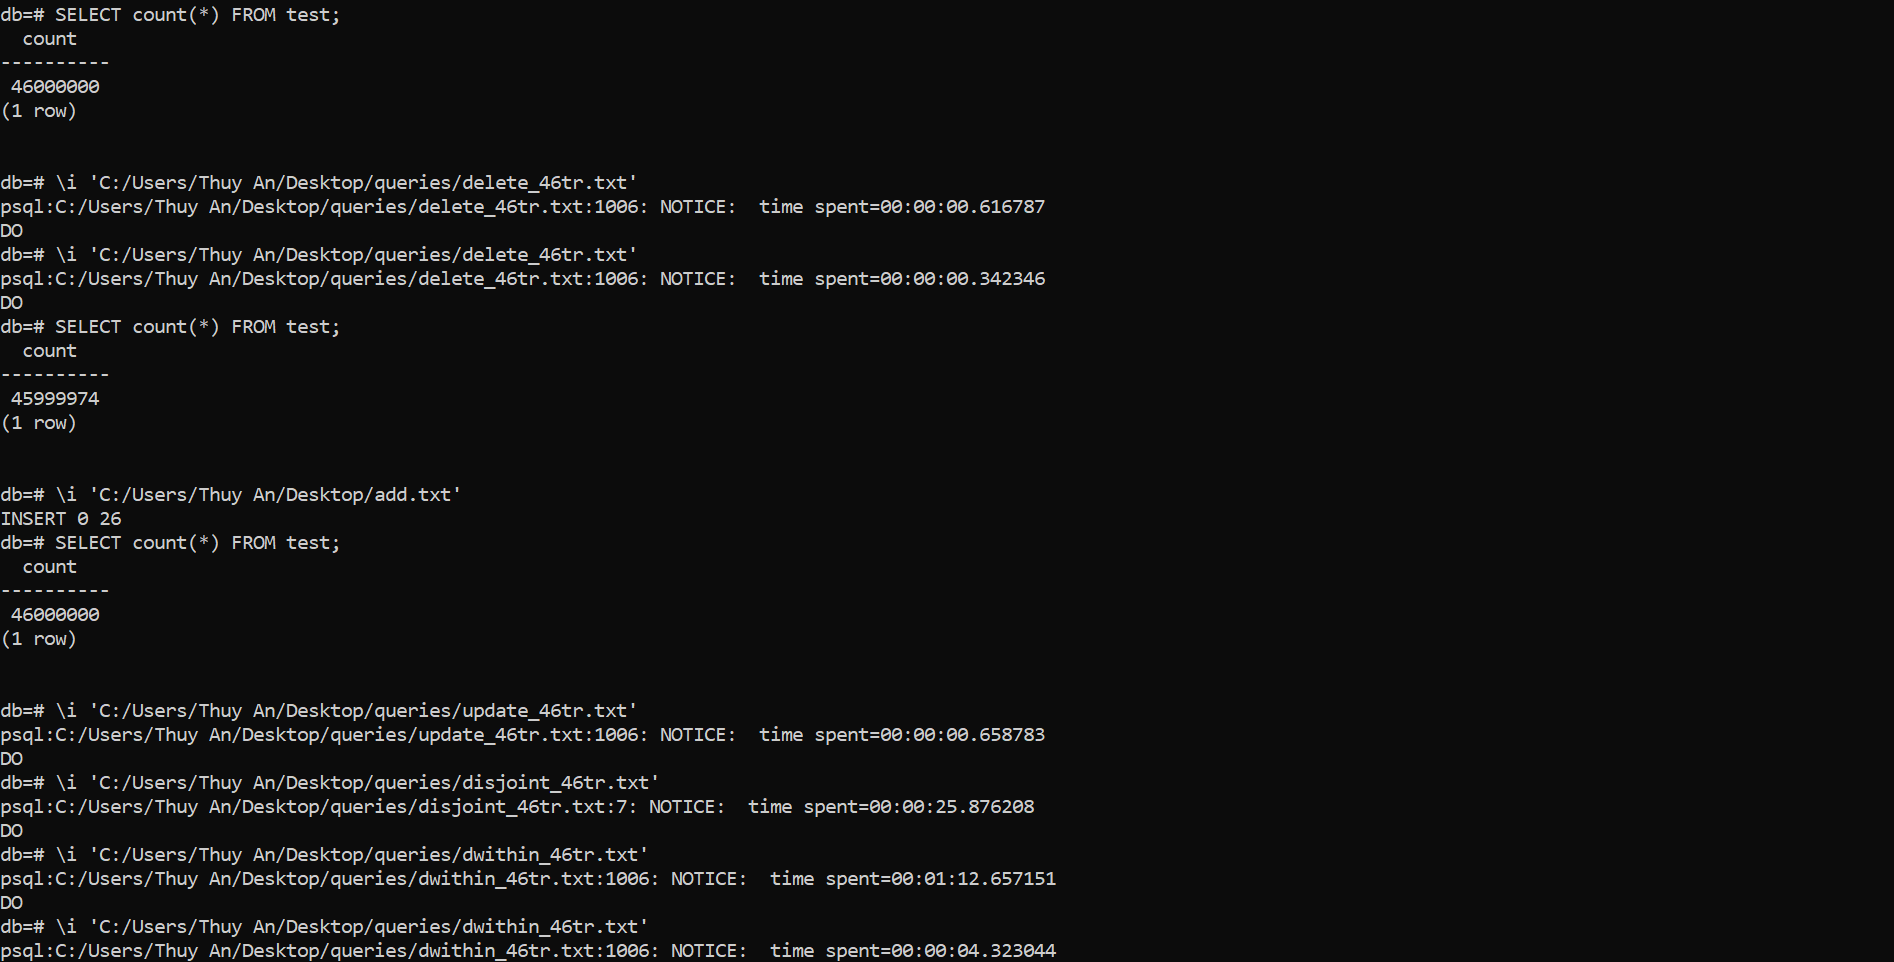 db=# SELECT count(*) FROM test;
  count
----------
 46000000
(1 row)


db=# \i 'C:/Users/Thuy An/Desktop/queries/delete_46tr.txt'
psql:C:/Users/Thuy An/Desktop/queries/delete_46tr.txt:1006: NOTICE:  time spent=00:00:00.616787
DO
db=# \i 'C:/Users/Thuy An/Desktop/queries/delete_46tr.txt'
psql:C:/Users/Thuy An/Desktop/queries/delete_46tr.txt:1006: NOTICE:  time spent=00:00:00.342346
DO
db=# SELECT count(*) FROM test;
  count
----------
 45999974
(1 row)


db=# \i 'C:/Users/Thuy An/Desktop/add.txt'
INSERT 0 26
db=# SELECT count(*) FROM test;
  count
----------
 46000000
(1 row)


db=# \i 'C:/Users/Thuy An/Desktop/queries/update_46tr.txt'
psql:C:/Users/Thuy An/Desktop/queries/update_46tr.txt:1006: NOTICE:  time spent=00:00:00.658783
DO
db=# \i 'C:/Users/Thuy An/Desktop/queries/disjoint_46tr.txt'
psql:C:/Users/Thuy An/Desktop/queries/disjoint_46tr.txt:7: NOTICE:  time spent=00:00:25.876208
DO
db=# \i 'C:/Users/Thuy An/Desktop/queries/dwithin_46tr.txt'
psql:C:/Users/Thuy An/Desktop/queries/dwithin_46tr.txt:1006: NOTICE:  time spent=00:01:12.657151
DO
db=# \i 'C:/Users/Thuy An/Desktop/queries/dwithin_46tr.txt'
psql:C:/Users/Thuy An/Desktop/queries/dwithin_46tr.txt:1006: NOTICE:  time spent=00:00:04.323044